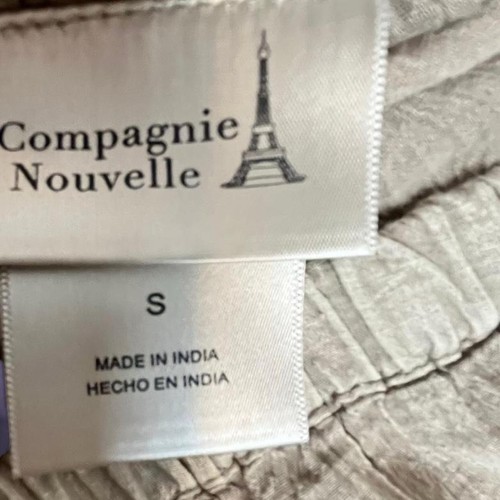 Compagnie
Nouvelle
S
MADE IN INDIA
HECHO EN INDIA